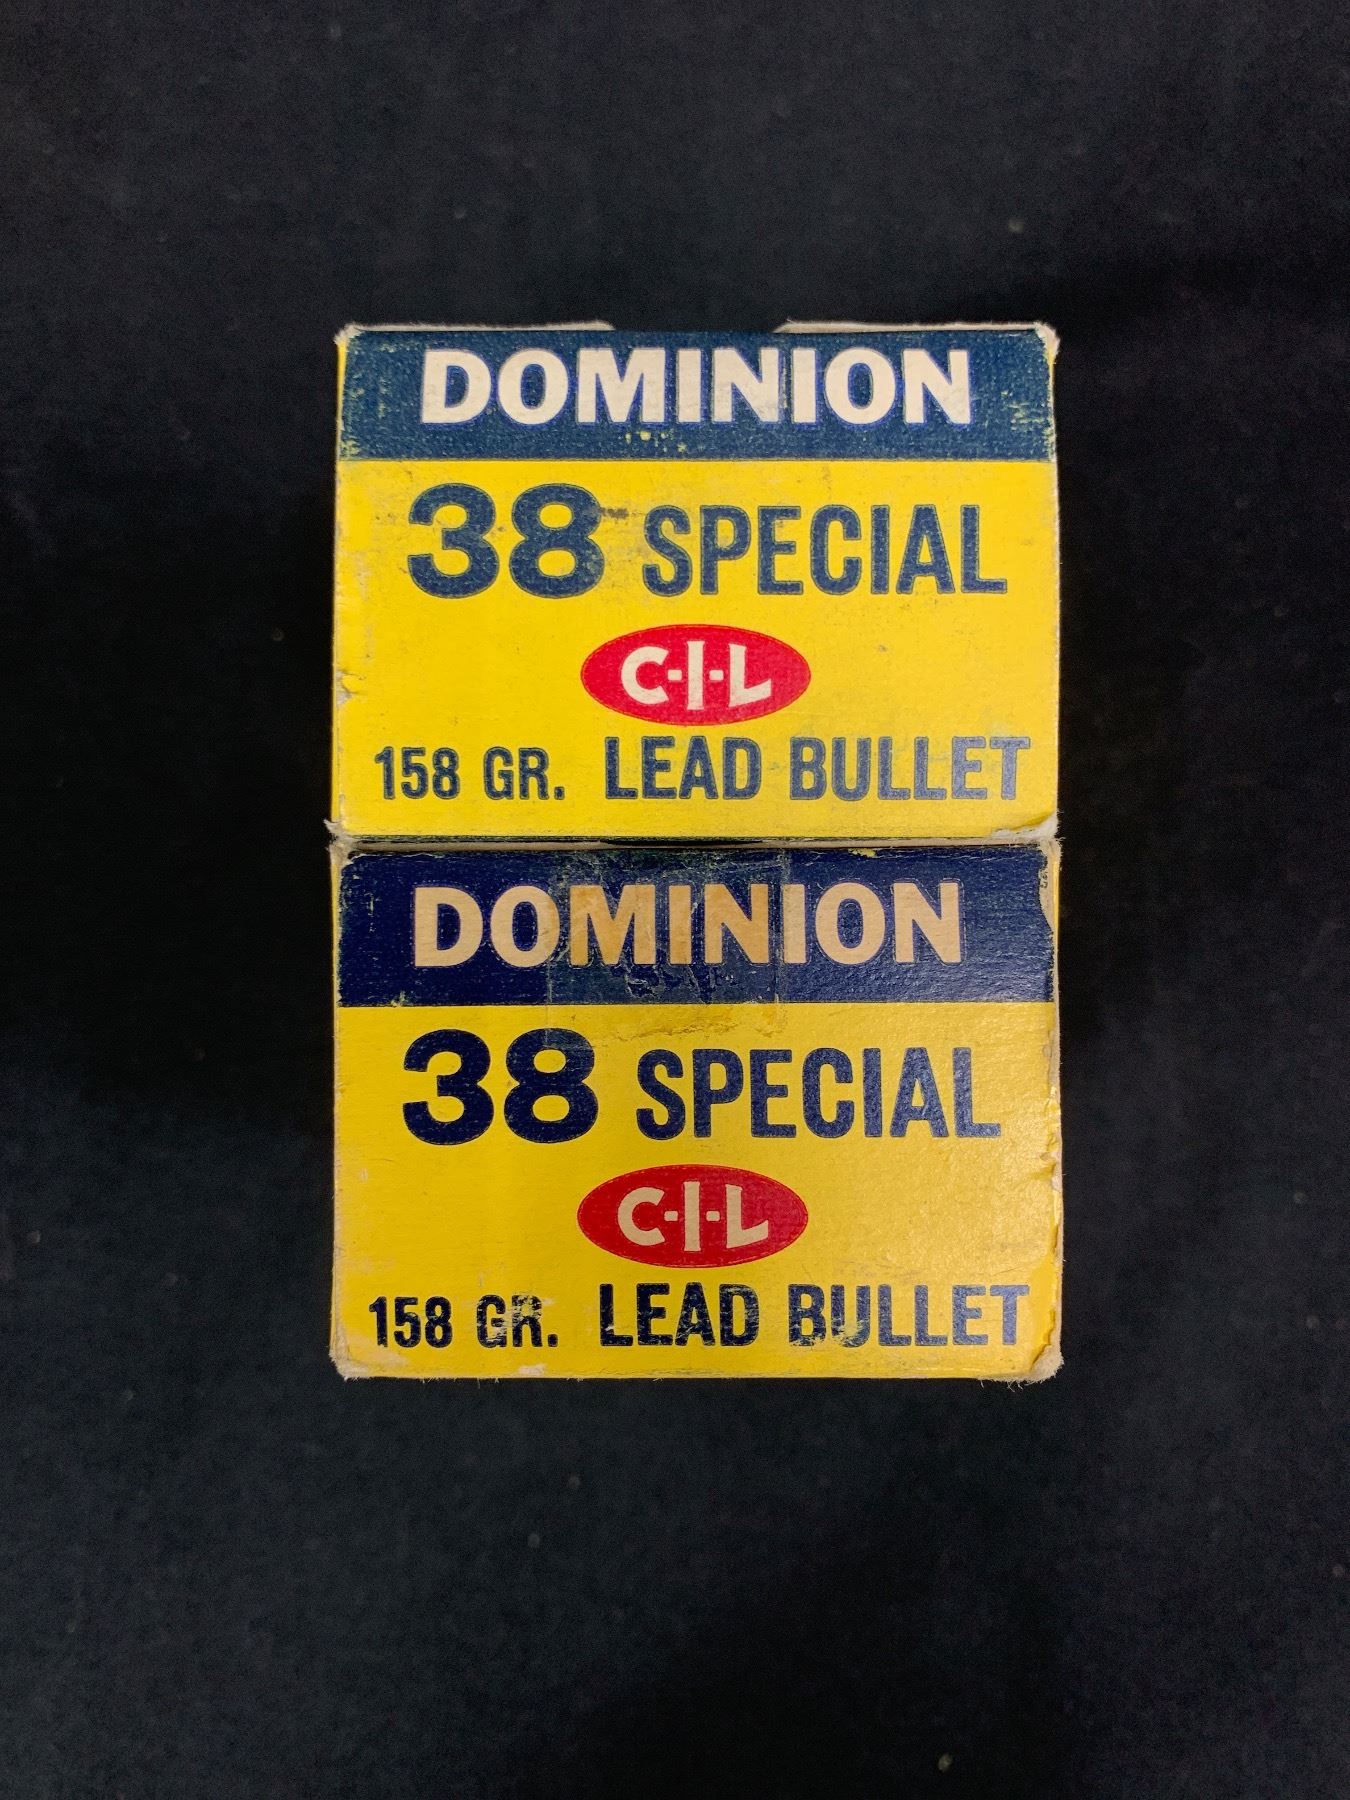 DOMINION
38 SPECIAL
C-I-L
158 GR. LEAD BULLET
DOMINION
38 SPECIAL
C-I-L
158 GR. LEAD BULLET